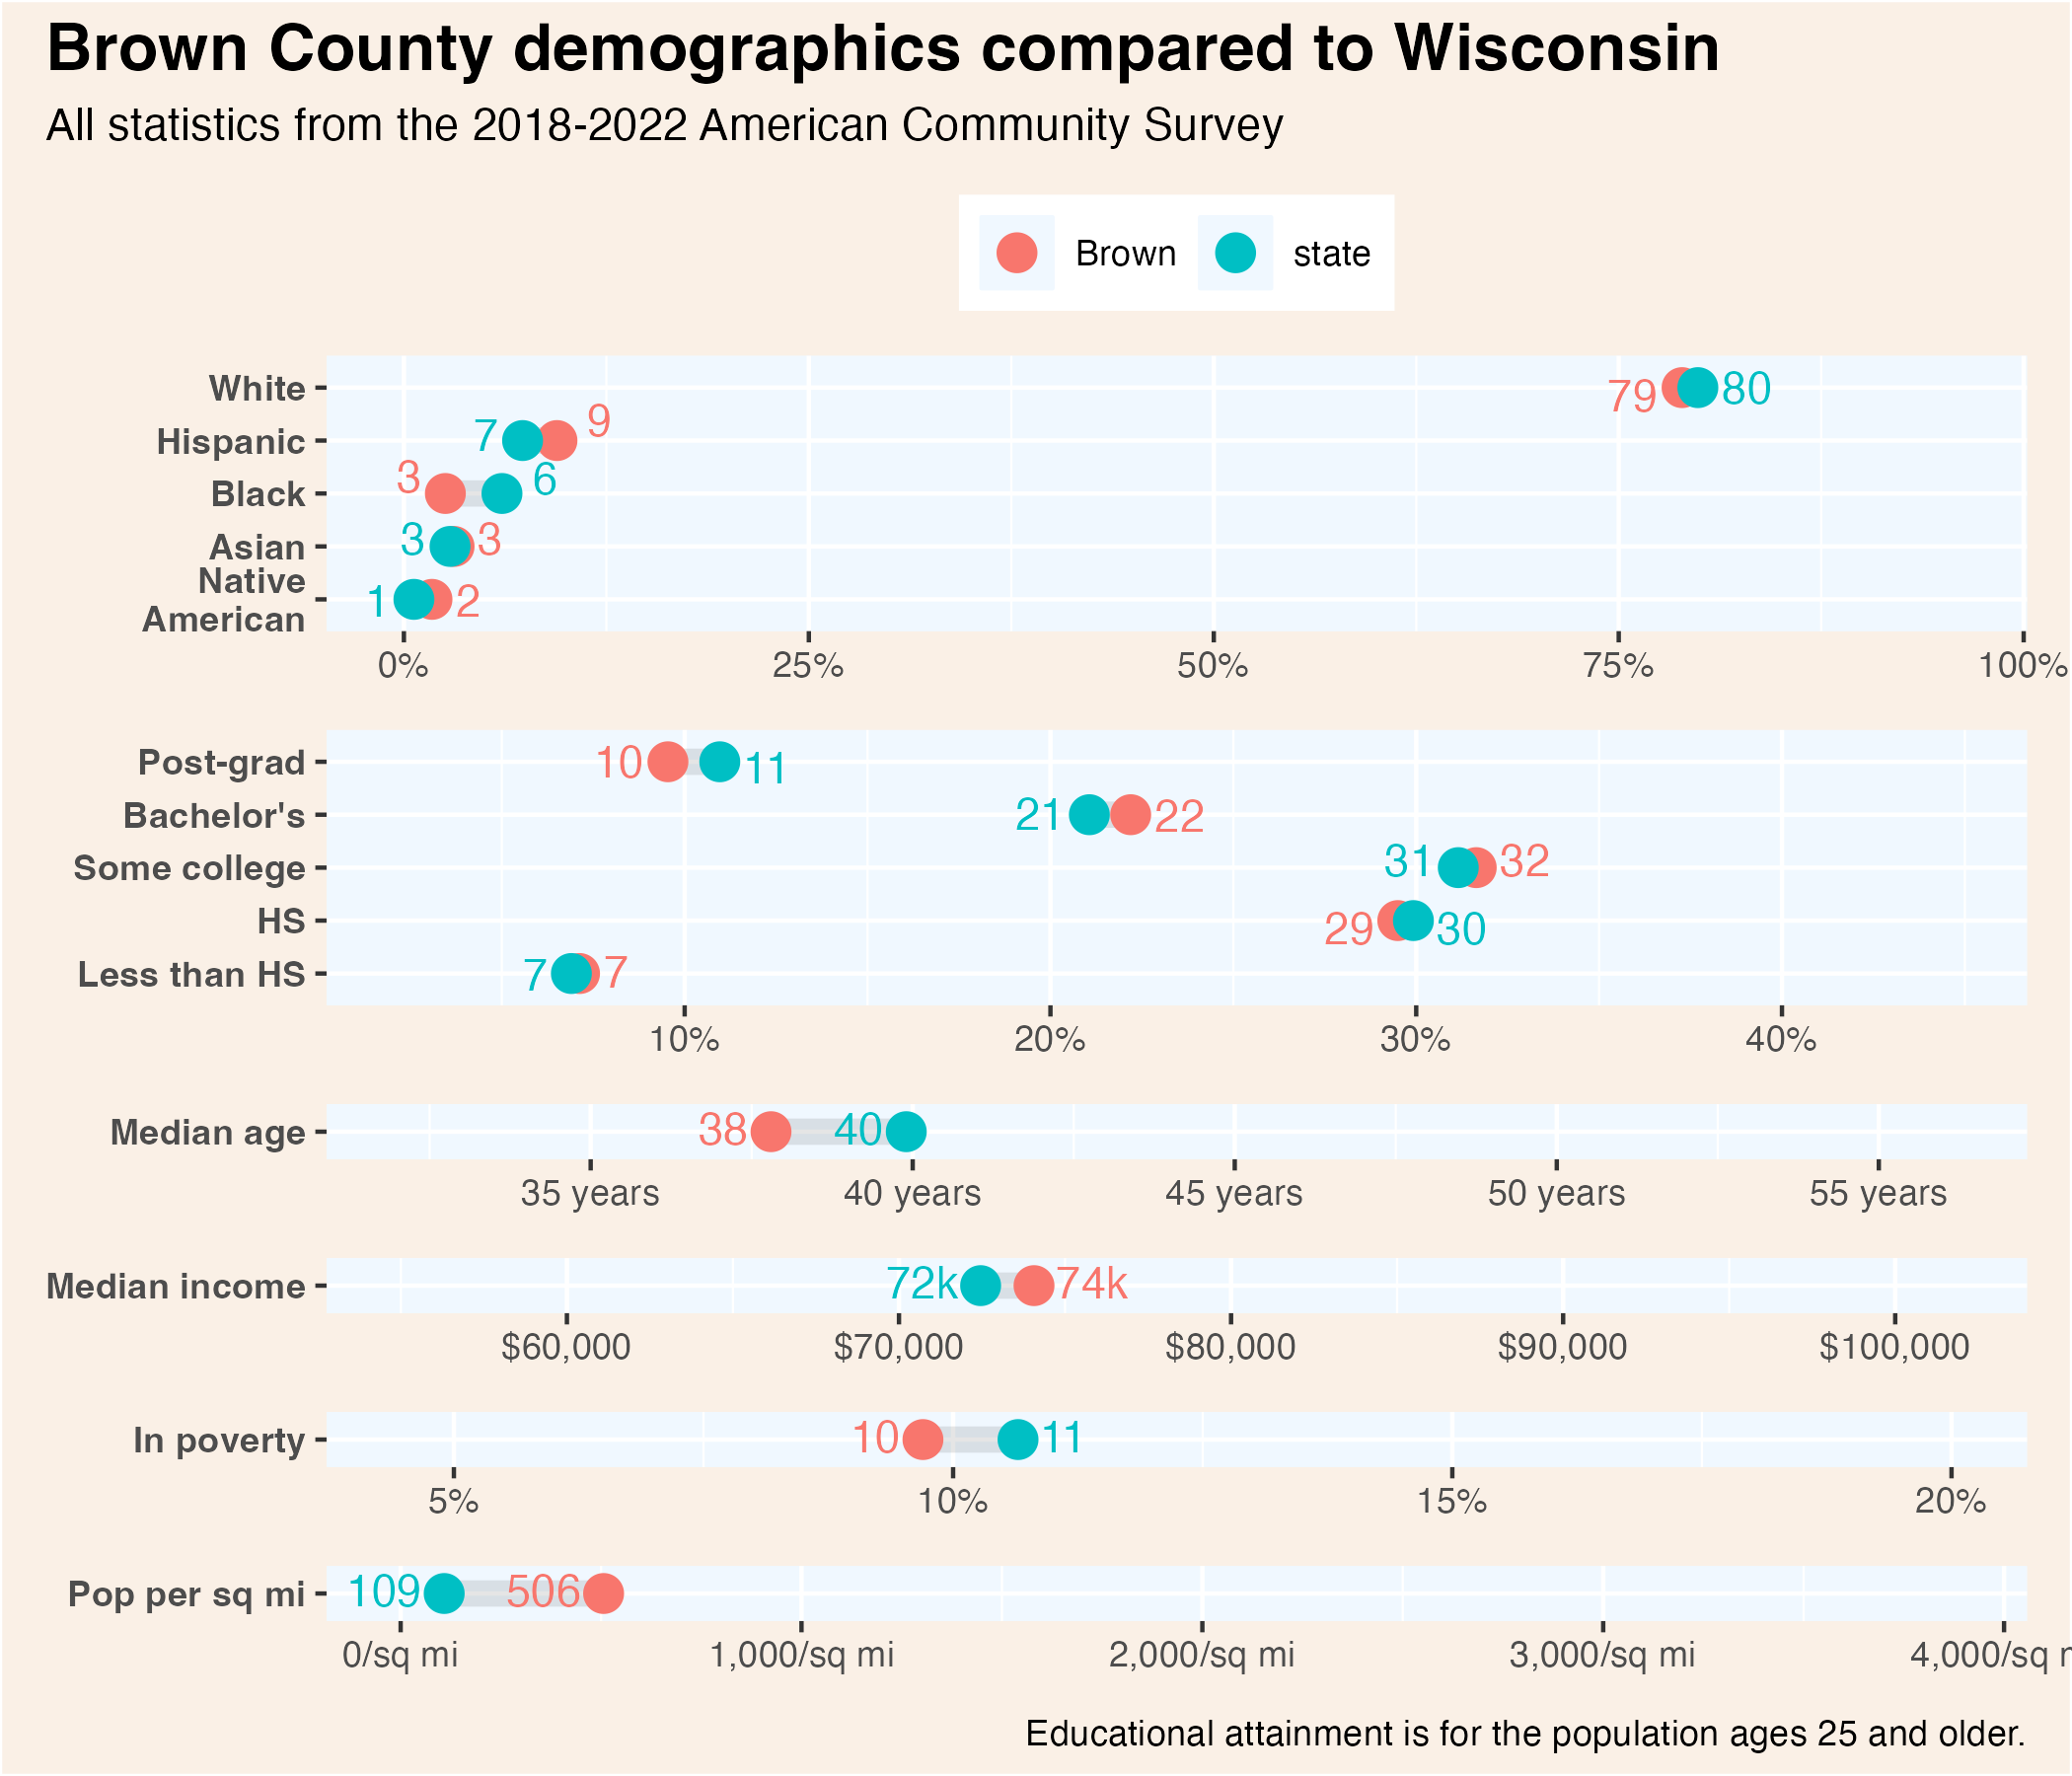 Brown County demographics compared to Wisconsin
All statistics from the 2018-2022 American Community Survey
Brown state
White 79 80
Hispanic 7 9
Black 3 6
Asian 3 3
Native
American 1 2
0% 25% 50% 75% 100%
Post-grad 10 11
Bachelor's 21 22
Some college 31 32
HS 29 30
Less than HS 7 7
10% 20% 30% 40%
Median age 38 40
35 years 40 years 45 years 50 years 55 years
Median income 72k 74k
$60,000 $70,000 $80,000 $90,000 $100,000
In poverty 10 11
5% 10% 15% 20%
Pop per sq mi 109 506
0/sq mi 1,000/sq mi 2,000/sq mi 3,000/sq mi 4,000/sq
Educational attainment is for the population ages 25 and older.